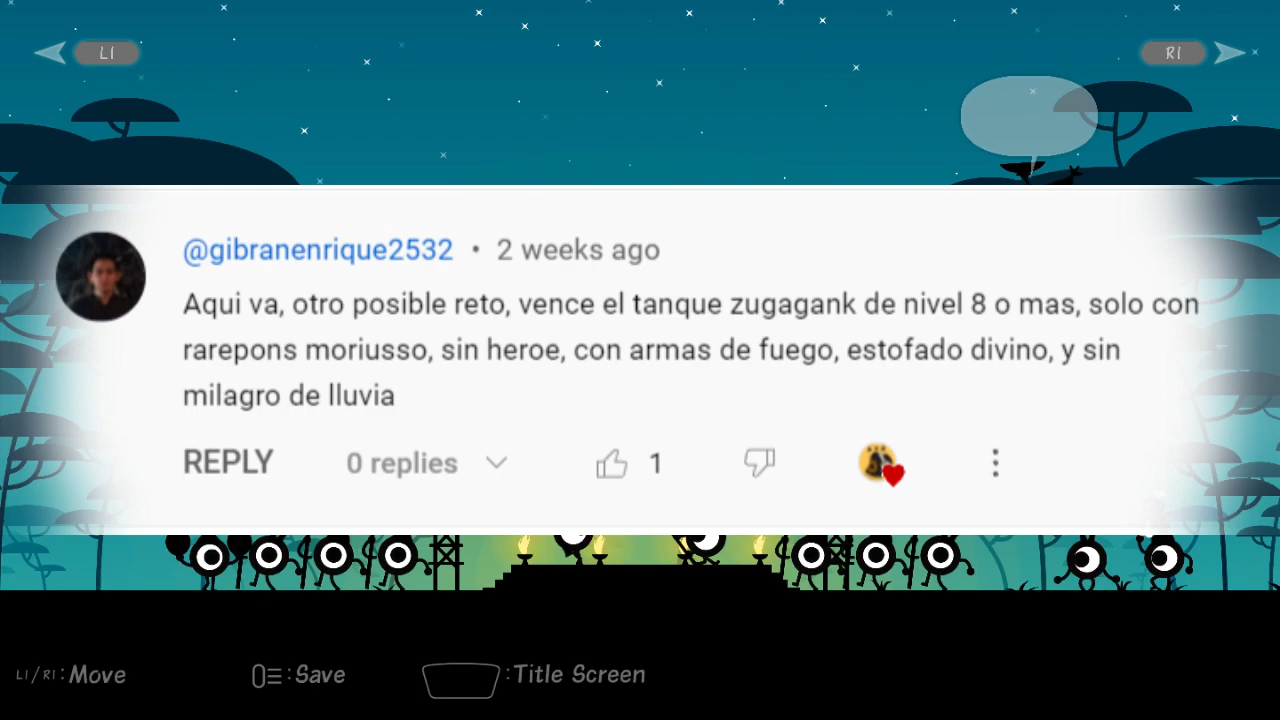 L1
R1
@gibranenrique2532 • 2 weeks ago
Aqui va, otro posible reto, vence el tanque zugagank de nivel 8 o mas, solo con
rarepons moriusso, sin heroe, con armas de fuego, estofado divino, y sin
milagro de lluvia
REPLY 0 replies 1
L1/R1:Move :Save :Title Screen